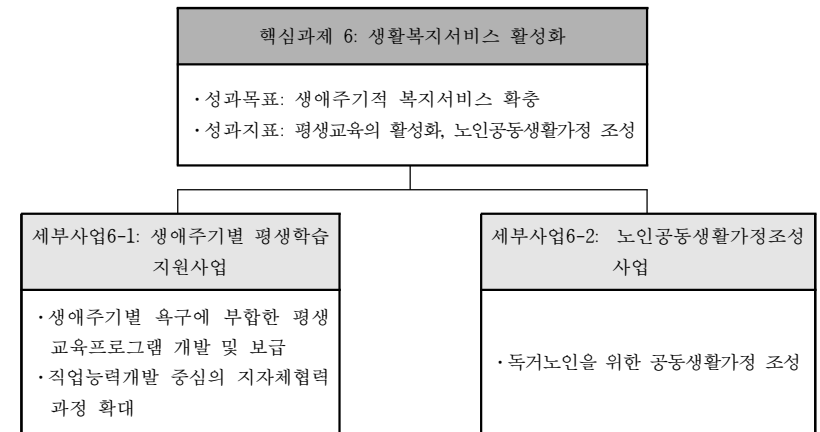 핵심과제 6: 생활복지서비스 활성화
·성과목표: 생애주기적 복지서비스 확충
·성과지표: 평생교육의 활성화, 노인공동생활가정 조성
세부사업6-1: 생애주기별 평생학습
지원사업
·생애주기별 욕구에 부합한 평생
교육프로그램 개발 및 보급
·직업능력개발 중심의 지자체협력
과정 확대
세부사업6-2: 노인공동생활가정조성
사업
·독거노인을 위한 공동생활가정 조성